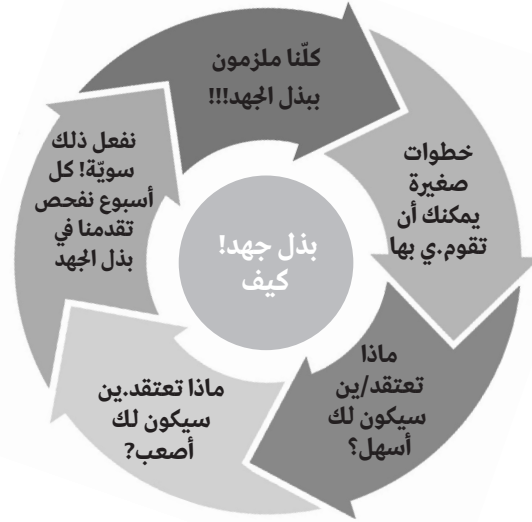 كلّنا ملزمون
ببذل الجهد!!!
خطوات
صغيرة
يمكنك أن
تقوم.ي بها
ماذا
تعتقد/ين
سيكون لك
أسهل؟
ماذا تعتقد.ين
سيكون لك
أصعب?
نفعل ذلك
سويّة! كل
أسبوع نفحص
تقدمنا في
بذل الجهد
بذل جهد!
كيف